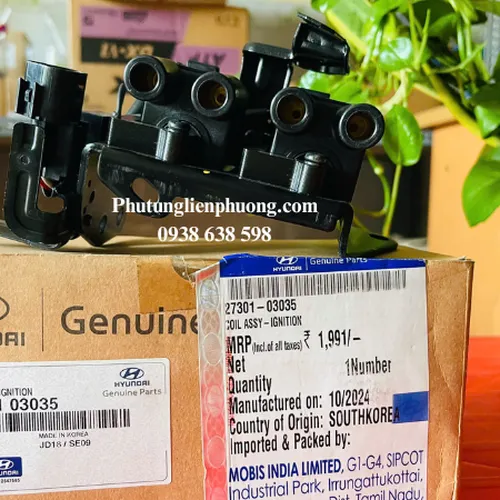 Phutunglienphuong.com
0938 638 598
HYUNDAI
Genuine Parts
27301-03035
COIL ASSY-IGNITION
MRP(Incl.of all taxes) ₹ 1,991/-
Net
Quantity
1Number
Manufactured on: 10/2024
Country of Origin: SOUTHKOREA
Imported & Packed by:
MOBIS INDIA LIMITED, G1-G4, SIPCOT
Industrial Park, Irrungattukottai,
Dist. Tamil Nadu,
Genuine
IGNITION
03035
HYUNDAI
Genuine Parts
MADE IN KOREA
JD18 / SE09
HYUNDAI